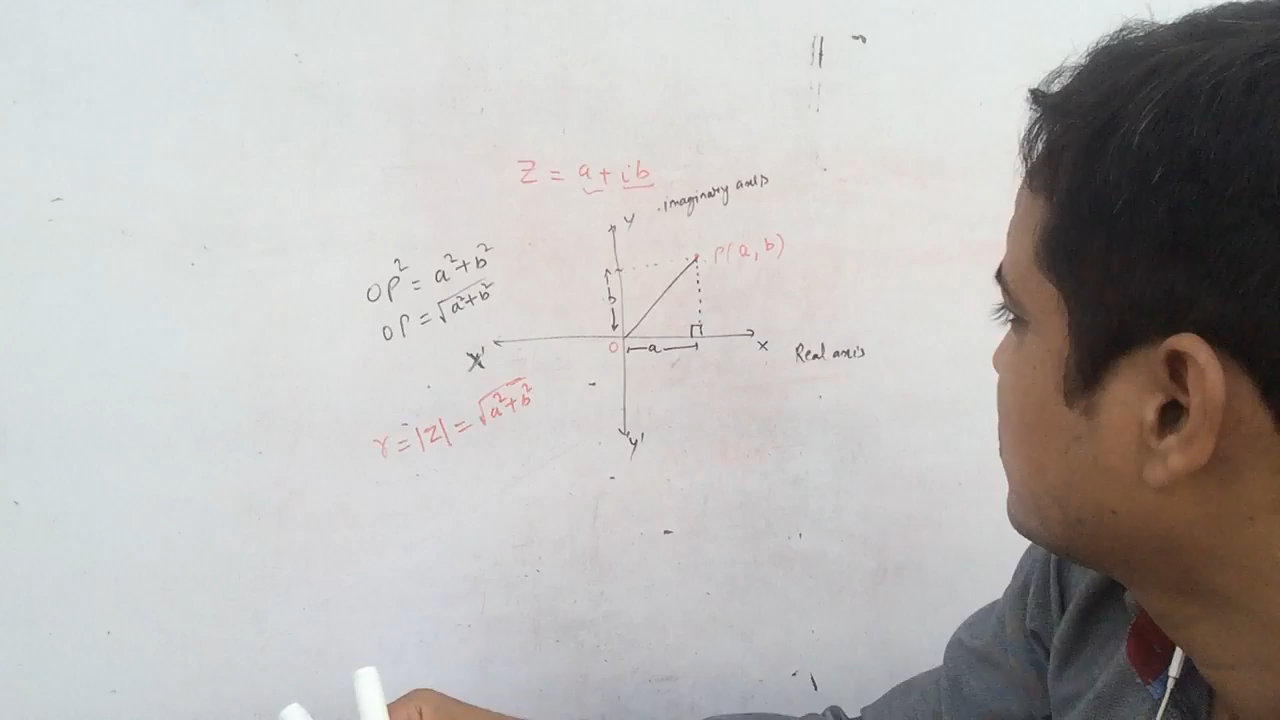 Z = a + ib
imaginary axis
Y
P(a, b)
OP² = a² + b²
OP = √a²+b²
b
X'
O
a
X
Real axis
r = |Z| = √a²+b²
Y'